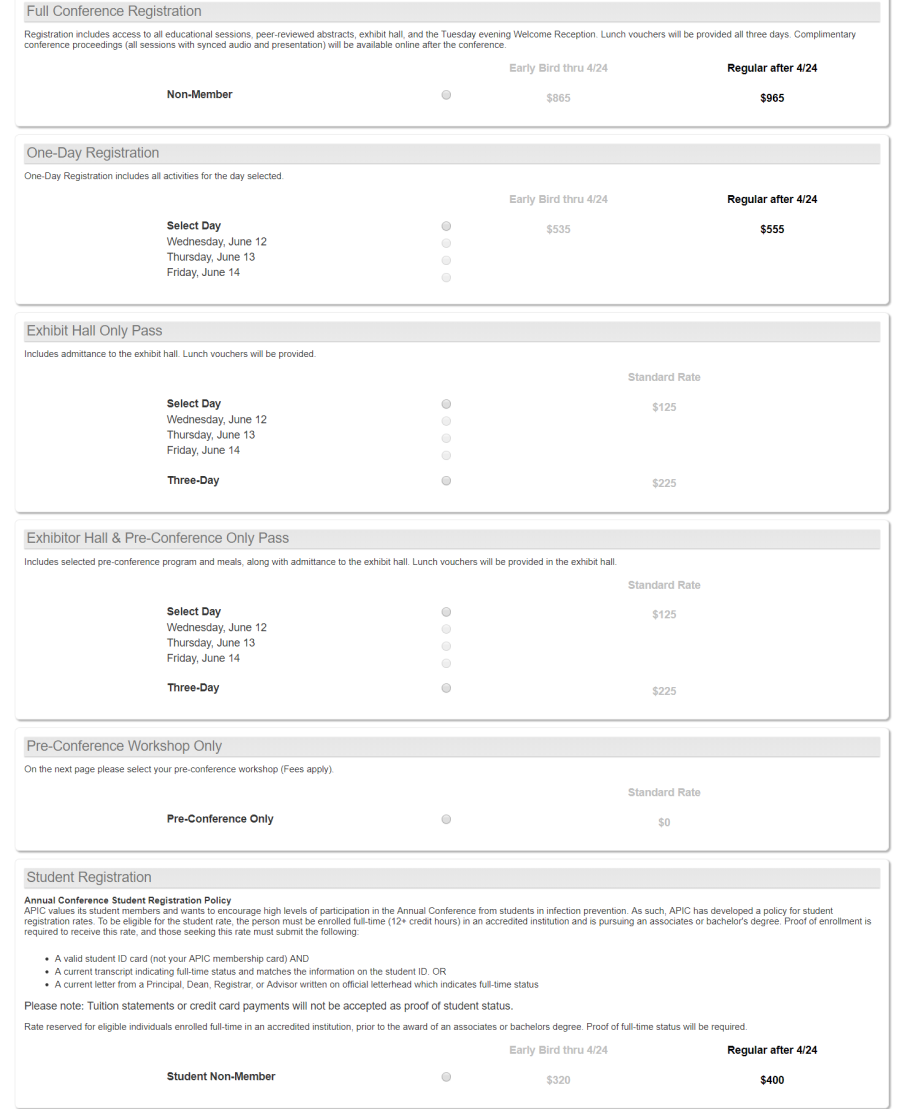 Full Conference Registration
Registration includes access to all educational sessions, peer-reviewed abstracts, exhibit hall, and the Tuesday evening Welcome Reception. Lunch vouchers will be provided all three days. Complimentary
conference proceedings (all sessions with synced audio and presentation) will be available online after the conference.
Early Bird thru 4/24 Regular after 4/24
Non-Member $865 $965
One-Day Registration
One-Day Registration includes all activities for the day selected.
Early Bird thru 4/24 Regular after 4/24
Select Day $535 $555
Wednesday, June 12
Thursday, June 13
Friday, June 14
Exhibit Hall Only Pass
Includes admittance to the exhibit hall. Lunch vouchers will be provided.
Standard Rate
Select Day $125
Wednesday, June 12
Thursday, June 13
Friday, June 14
Three-Day $225
Exhibitor Hall & Pre-Conference Only Pass
Includes selected pre-conference program and meals, along with admittance to the exhibit hall. Lunch vouchers will be provided in the exhibit hall.
Standard Rate
Select Day $125
Wednesday, June 12
Thursday, June 13
Friday, June 14
Three-Day $225
Pre-Conference Workshop Only
On the next page please select your pre-conference workshop (Fees apply).
Standard Rate
Pre-Conference Only $0
Student Registration
Annual Conference Student Registration Policy
APIC values its student members and wants to encourage high levels of participation in the Annual Conference from students in infection prevention. As such, APIC has developed a policy for student
registration rates. To be eligible for the student rate, the person must be enrolled full-time (12+ credit hours) in an accredited institution and is pursuing an associates or bachelor's degree. Proof of enrollment is
required to receive this rate, and those seeking this rate must submit the following:
• A valid student ID card (not your APIC membership card) AND
• A current transcript indicating full-time status and matches the information on the student ID. OR
• A current letter from a Principal, Dean, Registrar, or Advisor written on official letterhead which indicates full-time status
Please note: Tuition statements or credit card payments will not be accepted as proof of student status.
Rate reserved for eligible individuals enrolled full-time in an accredited institution, prior to the award of an associates or bachelors degree. Proof of full-time status will be required.
Early Bird thru 4/24 Regular after 4/24
Student Non-Member $320 $400